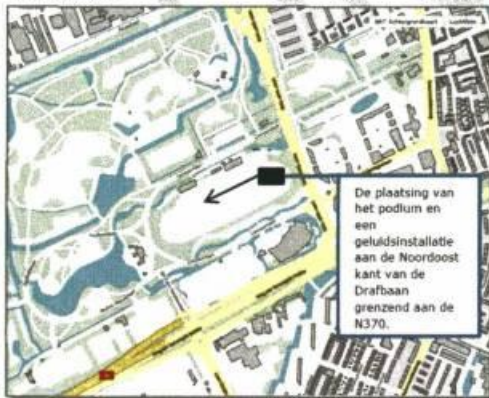 De plaatsing van
het podium en
een
geluidsinstallatie
aan de Noordoost
kant van de
Drafbaan
grenzend aan de
N370.